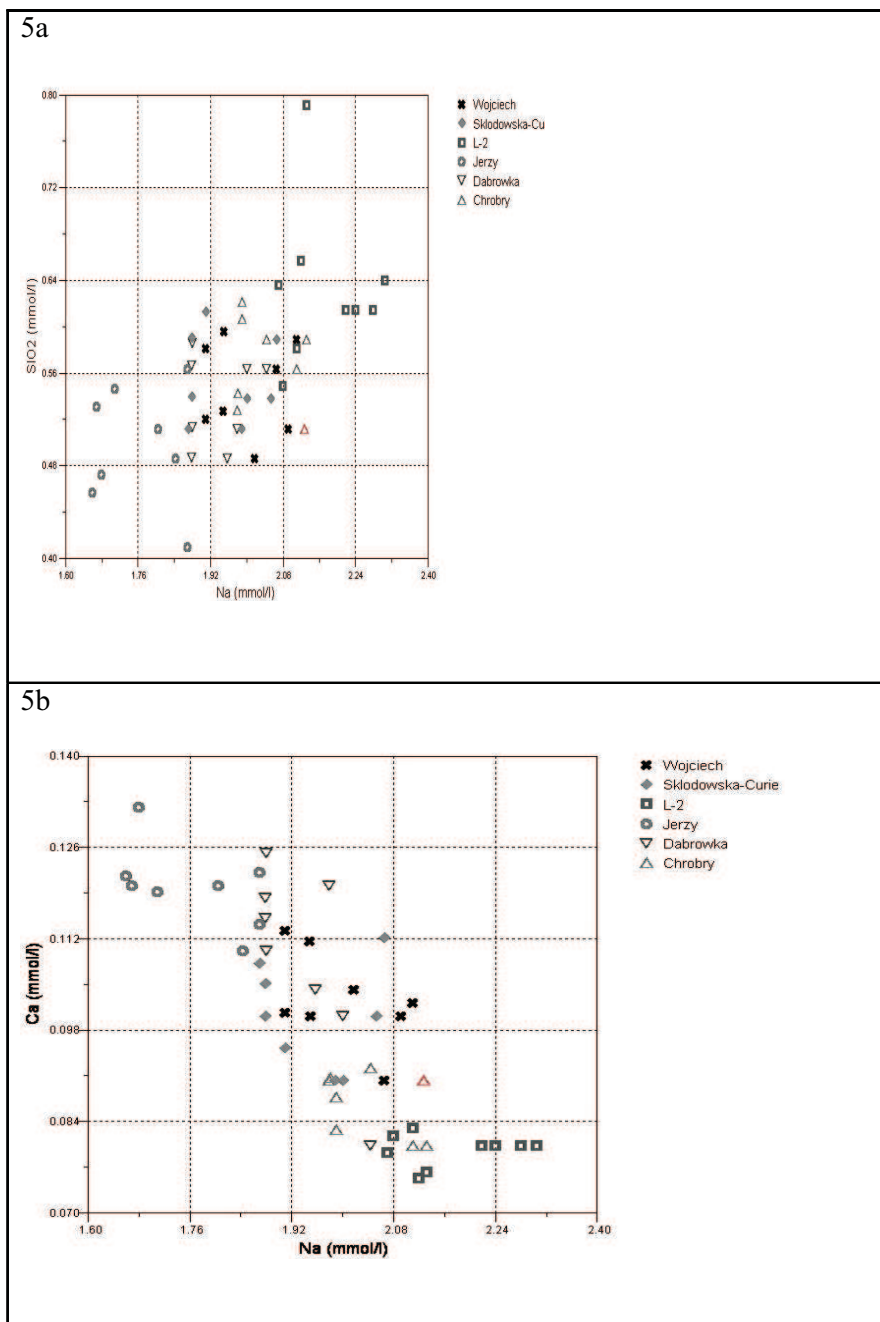 5a
0.80
0.72
0.64
0.56
0.48
0.40
SIO2 (mmol/l)
1.60 1.76 1.92 2.08 2.24 2.40
Na (mmol/l)
Wojciech
Sklodowska-Cu
L-2
Jerzy
Dabrowka
Chrobry
5b
0.140
0.126
0.112
0.098
0.084
0.070
Ca (mmol/l)
1.60 1.76 1.92 2.08 2.24 2.40
Na (mmol/l)
Wojciech
Sklodowska-Curie
L-2
Jerzy
Dabrowka
Chrobry